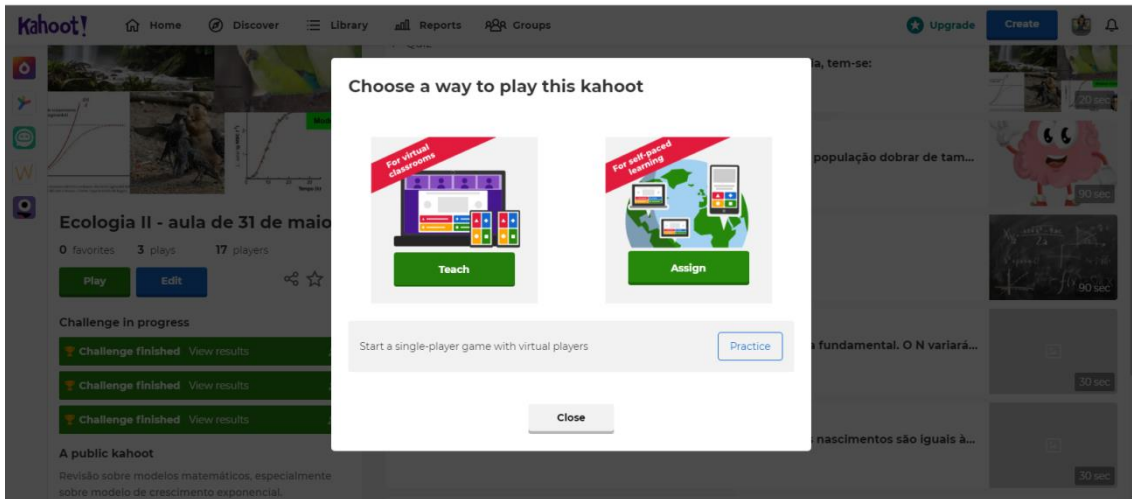 Kahoot!
Home
Discover
Library
Reports
Groups
Upgrade
Create
QUIZ
la, tem-se:
20 sec
população dobrar de tam...
90 sec
90 sec
a fundamental. O N variará...
30 sec
s nascimentos são iguais à...
30 sec
Ecologia II - aula de 31 de maio
0 favorites 3 plays 17 players
Play
Edit
Challenge in progress
Challenge finished View results
Challenge finished View results
Challenge finished View results
A public kahoot
Revisão sobre modelos matemáticos, especialmente
sobre modelo de crescimento exponencial.
Choose a way to play this kahoot
For virtual
classrooms
Teach
For self-paced
learning
Assign
Start a single-player game with virtual players
Practice
Close